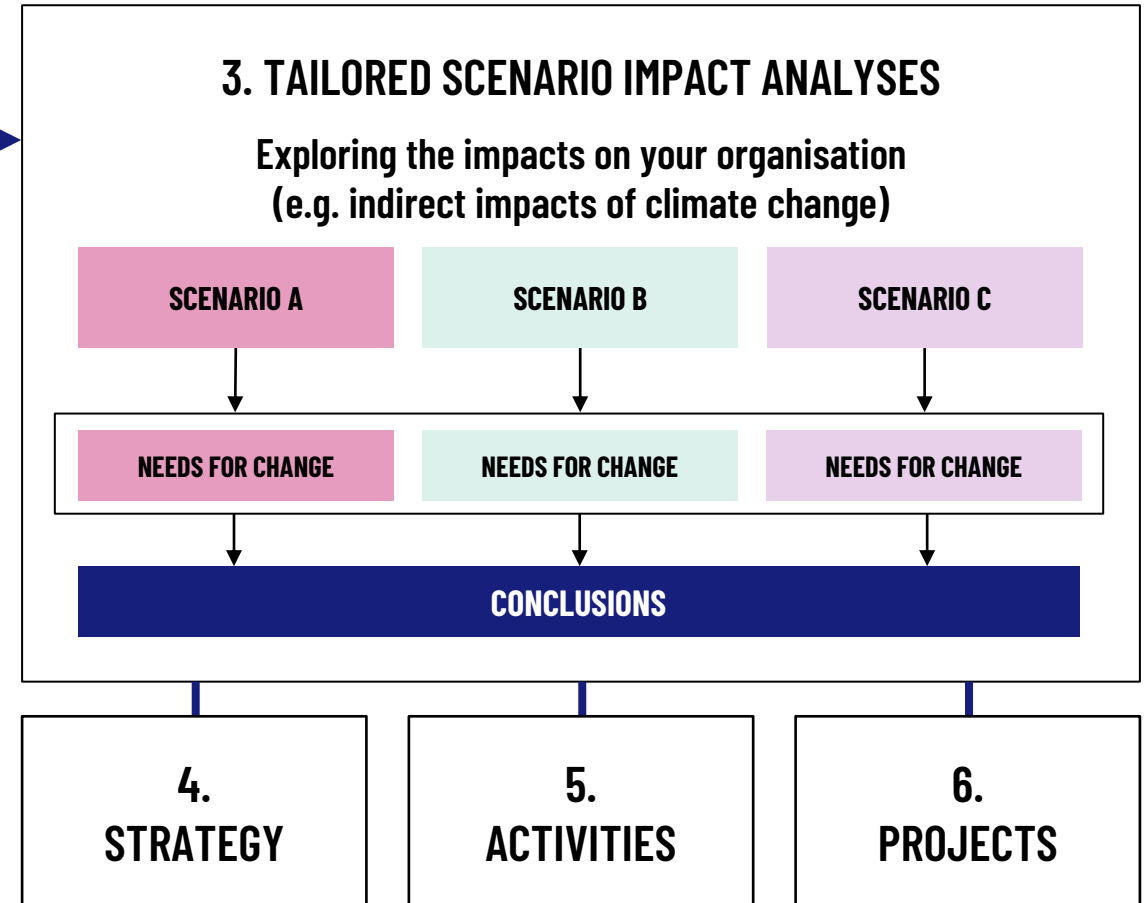 3. TAILORED SCENARIO IMPACT ANALYSES
Exploring the impacts on your organisation
(e.g. indirect impacts of climate change)
SCENARIO A
SCENARIO B
SCENARIO C
NEEDS FOR CHANGE
NEEDS FOR CHANGE
NEEDS FOR CHANGE
CONCLUSIONS
4.
STRATEGY
5.
ACTIVITIES
6.
PROJECTS